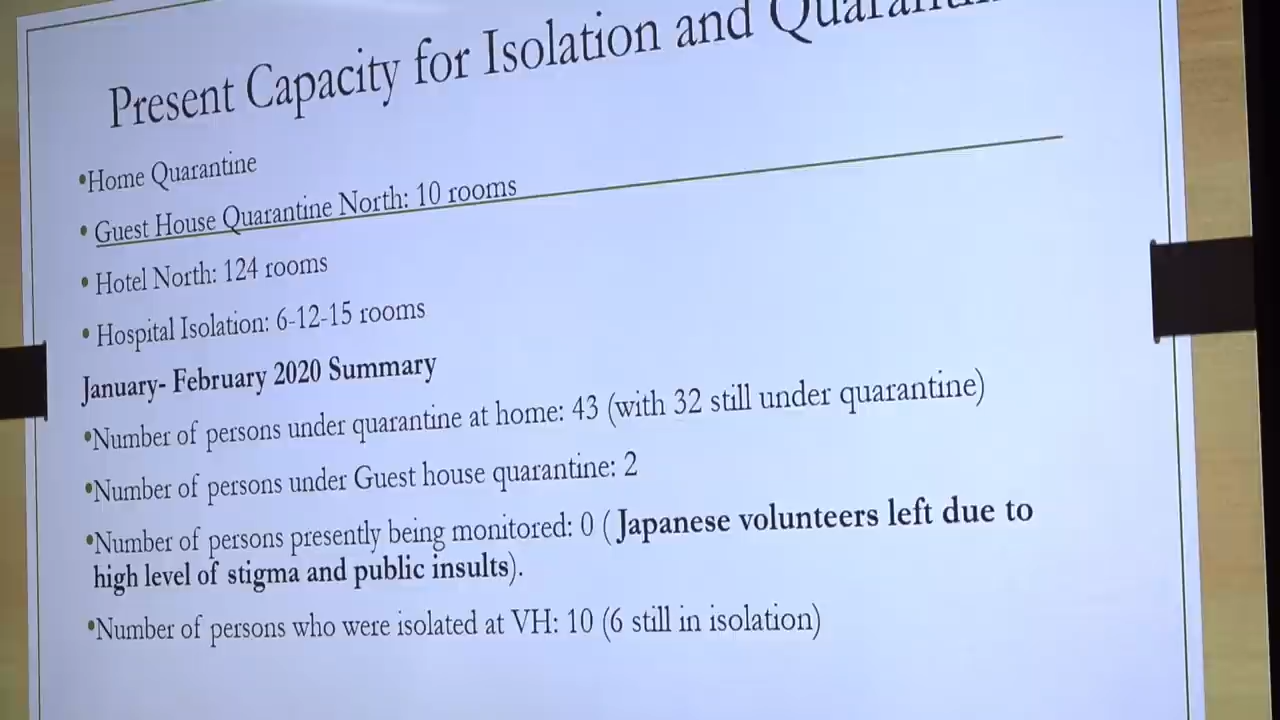 Present Capacity for Isolation and
•Home Quarantine
• Guest House Quarantine North: 10 rooms
• Hotel North: 124 rooms
• Hospital Isolation: 6-12-15 rooms
January- February 2020 Summary
•Number of persons under quarantine at home: 43 (with 32 still under quarantine)
•Number of persons under Guest house quarantine: 2
•Number of persons presently being monitored: 0 ( Japanese volunteers left due to
high level of stigma and public insults).
•Number of persons who were isolated at VH: 10 (6 still in isolation)